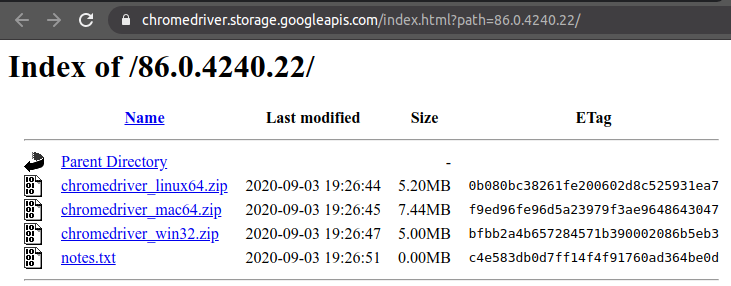 chromedriver.storage.googleapis.com/index.html?path=86.0.4240.22/
Index of /86.0.4240.22/
Name Last modified Size ETag
Parent Directory -
chromedriver_linux64.zip 2020-09-03 19:26:44 5.20MB 0b080bc38261fe200602d8c525931ea7
chromedriver_mac64.zip 2020-09-03 19:26:45 7.44MB f9ed96fe96d5a23979f3ae9648643047
chromedriver_win32.zip 2020-09-03 19:26:47 5.00MB bfbb2a4b657284571b390002086b5eb3
notes.txt 2020-09-03 19:26:51 0.00MB c4e583db0d7ff14f4f91760ad364be0d